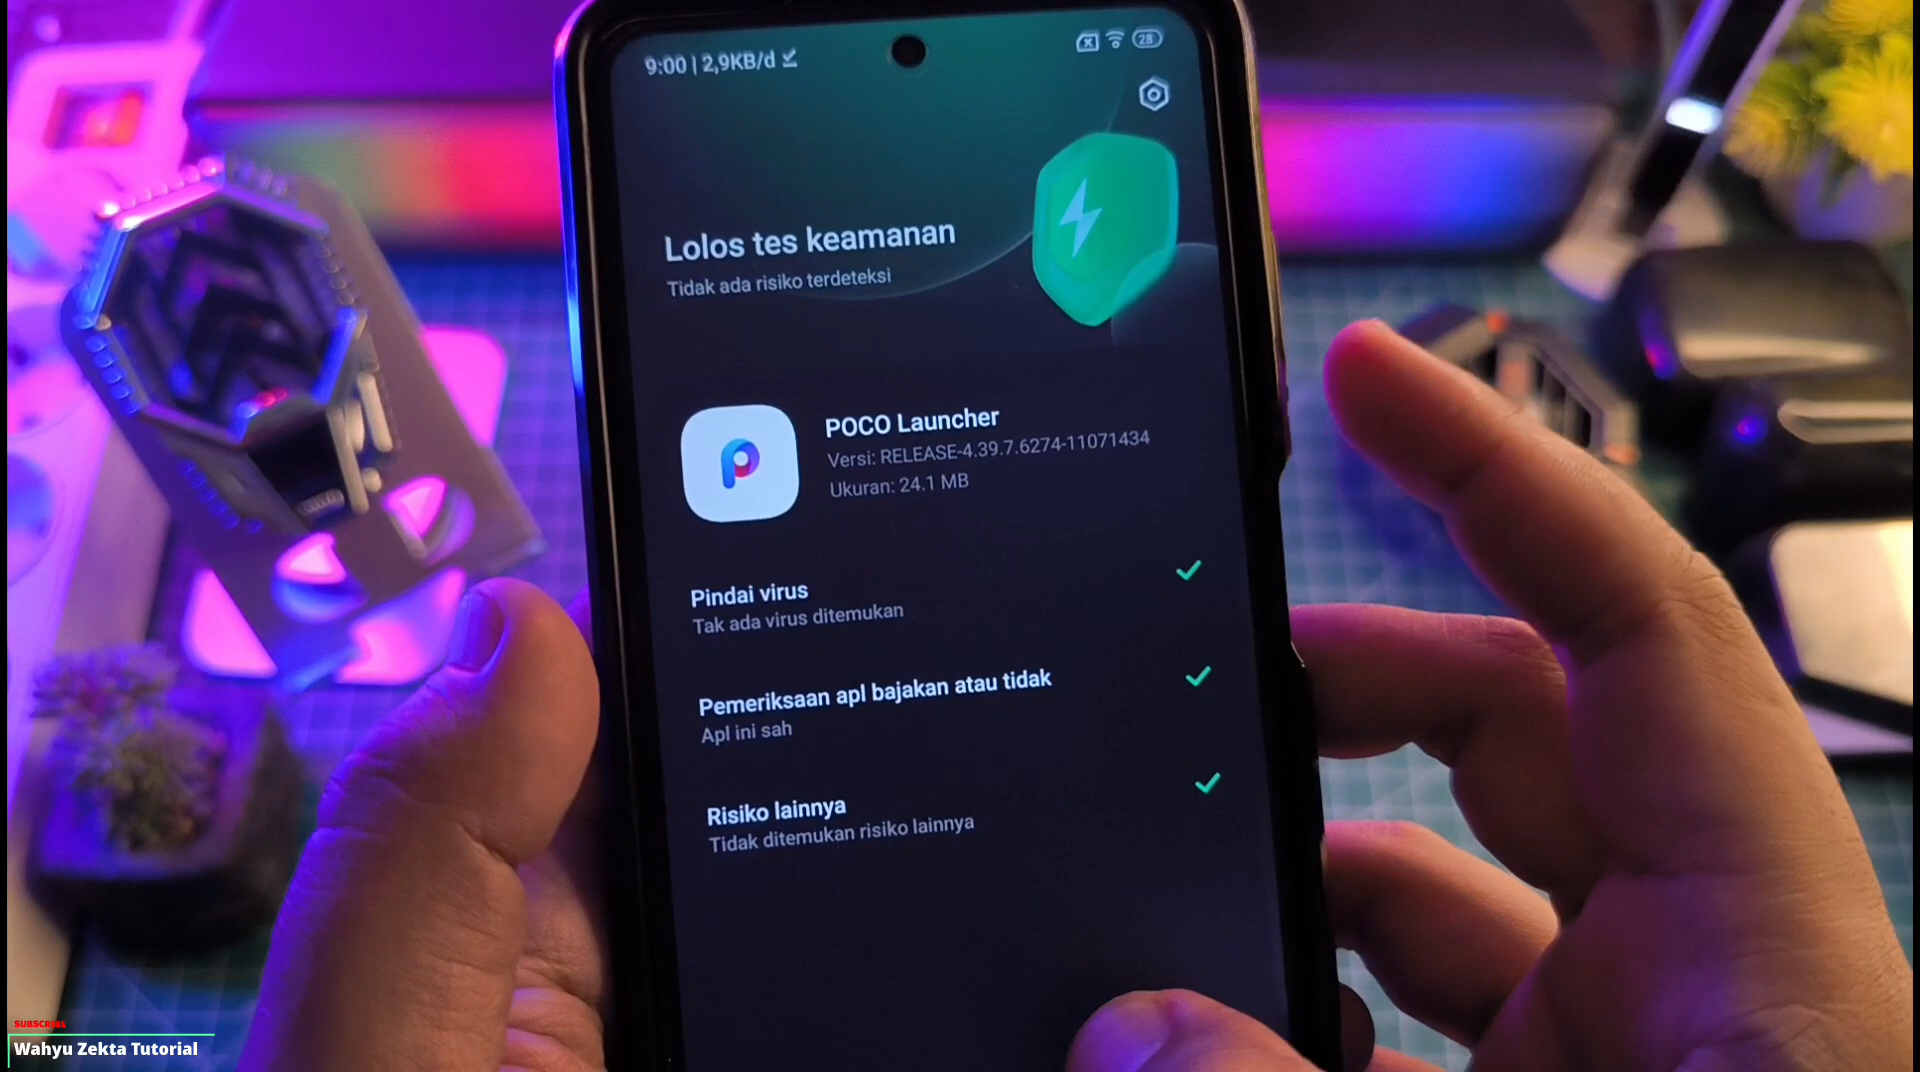 9:00 | 2,9KB/d
28
Lolos tes keamanan
Tidak ada risiko terdeteksi
POCO Launcher
Versi: RELEASE-4.39.7.6274-11071434
Ukuran: 24.1 MB
Pindai virus
Tak ada virus ditemukan
Pemeriksaan apl bajakan atau tidak
Apl ini sah
Risiko lainnya
Tidak ditemukan risiko lainnya
SUBSCRIBE
Wahyu Zekta Tutorial